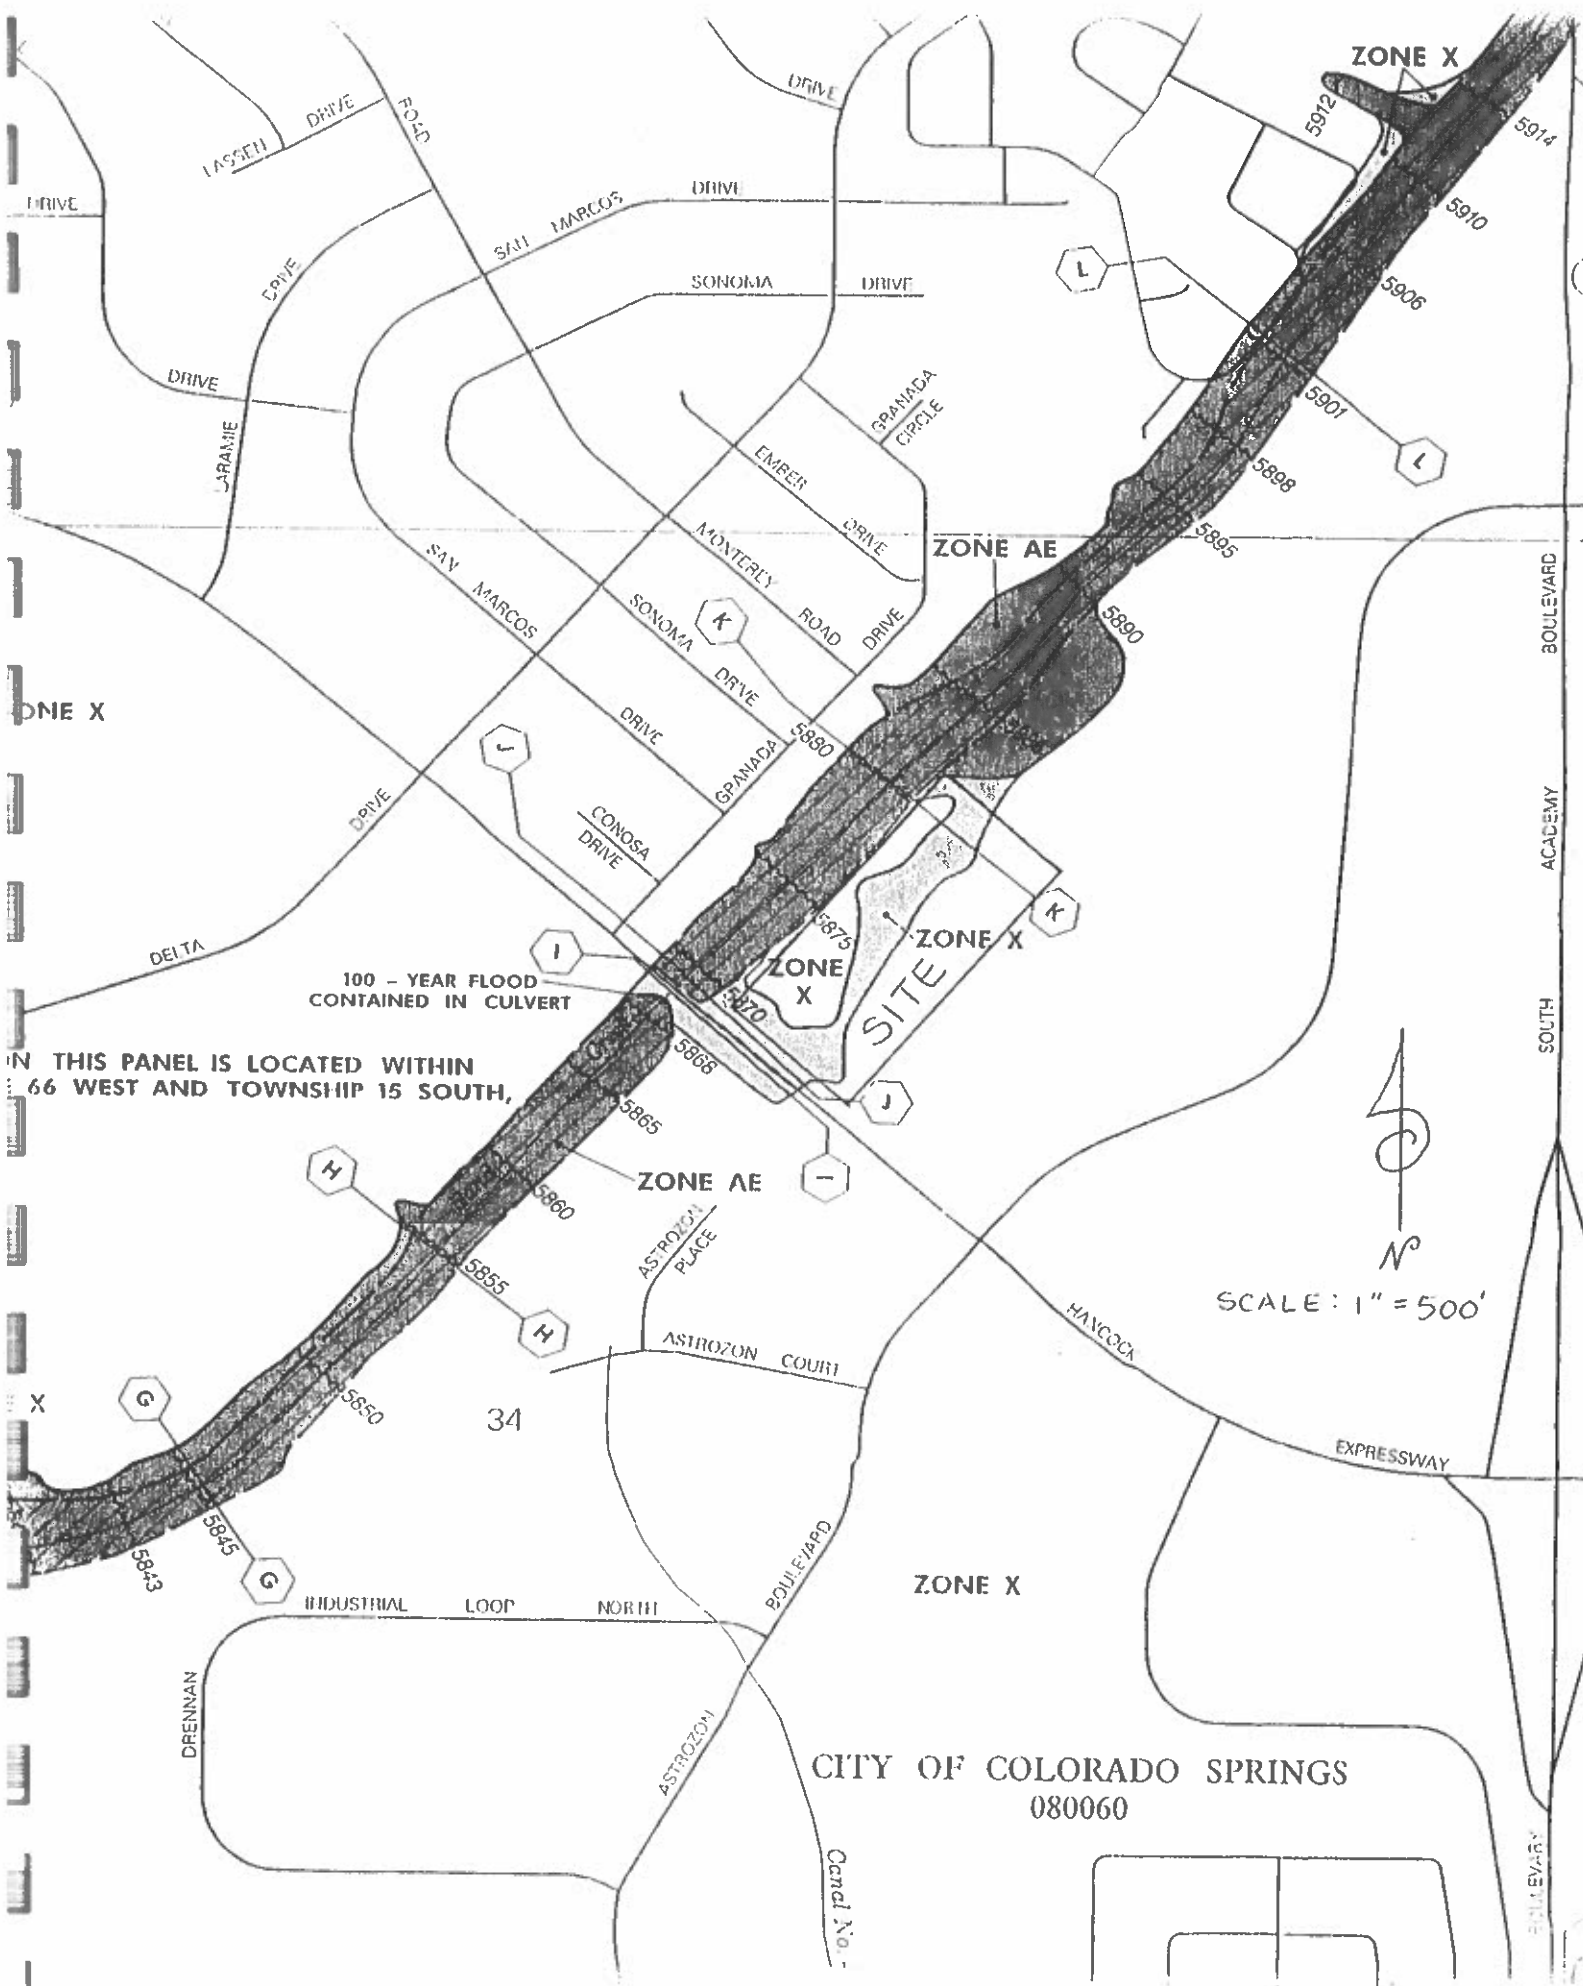 ZONE X
DRIVE
ROAD
LASSEN DRIVE
5912
5914
DRIVE
SAN MARCOS DRIVE
5910
L
DRIVE
SONOMA DRIVE
5906
DRIVE
GRANADA
CIRCLE
5901
LARAMIE
L
EMBER DRIVE
5898
5895
ZONE AE
MONTEREY ROAD
SAN MARCOS DRIVE
SONOMA DRIVE
K
DRIVE
5890
BOULEVARD
ONE X
J
5880
GRANADA
DRIVE
CONOSA
DRIVE
ACADEMY
K
5875
ZONE X
DELTA
I
ZONE
X
SITE
100 - YEAR FLOOD
CONTAINED IN CULVERT
5870
SOUTH
N THIS PANEL IS LOCATED WITHIN
66 WEST AND TOWNSHIP 15 SOUTH,
5868
J
5865
H
ZONE AE
I
5860
ASTROZON
PLACE
N
5855
SCALE: 1" = 500'
H
HANCOCK
ASTROZON COURT
G
X
5850
34
EXPRESSWAY
5845
5843
G
BOULEVARD
ZONE X
INDUSTRIAL LOOP NORTH
DRENNAN
ASTROZON
CITY OF COLORADO SPRINGS
080060
Canal No.